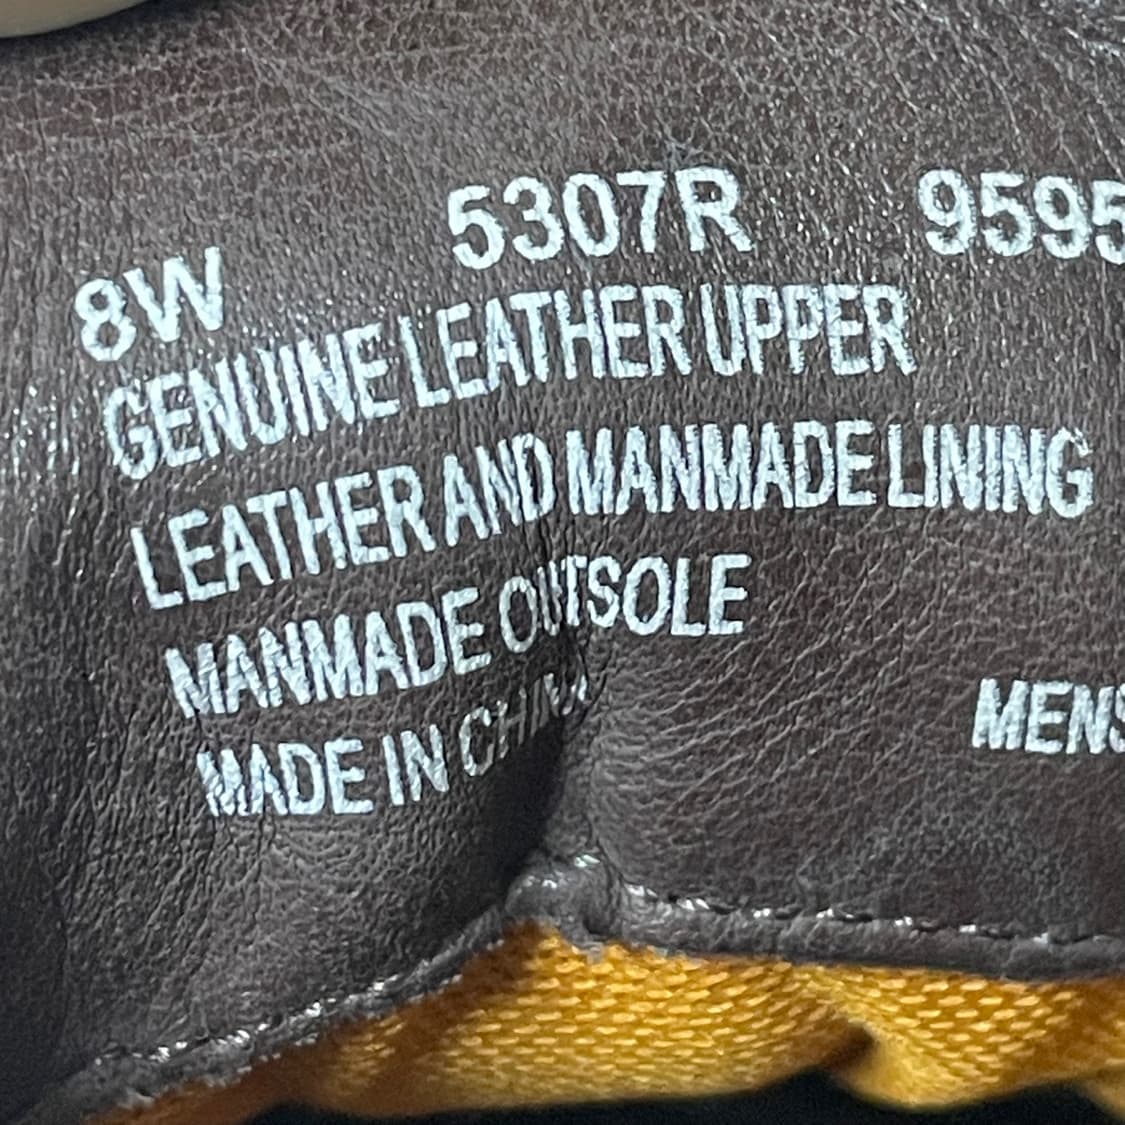 8W 5307R 9595
GENUINE LEATHER UPPER
LEATHER AND MANMADE LINING
MANMADE OUTSOLE
MADE IN CHINA
MENS